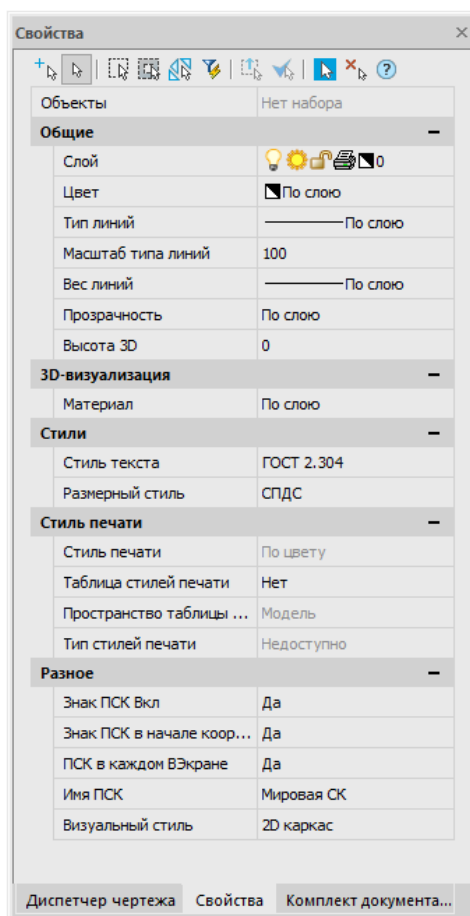 Свойства
Объекты Нет набора
Общие
Слой 0
Цвет По слою
Тип линий По слою
Масштаб типа линий 100
Вес линий По слою
Прозрачность По слою
Высота 3D 0
3D-визуализация
Материал По слою
Стили
Стиль текста ГОСТ 2.304
Размерный стиль СПДС
Стиль печати
Стиль печати По цвету
Таблица стилей печати Нет
Пространство таблицы ... Модель
Тип стилей печати Недоступно
Разное
Знак ПСК Вкл Да
Знак ПСК в начале коор... Да
ПСК в каждом ВЭкране Да
Имя ПСК Мировая СК
Визуальный стиль 2D каркас
Диспетчер чертежа Свойства Комплект документа...